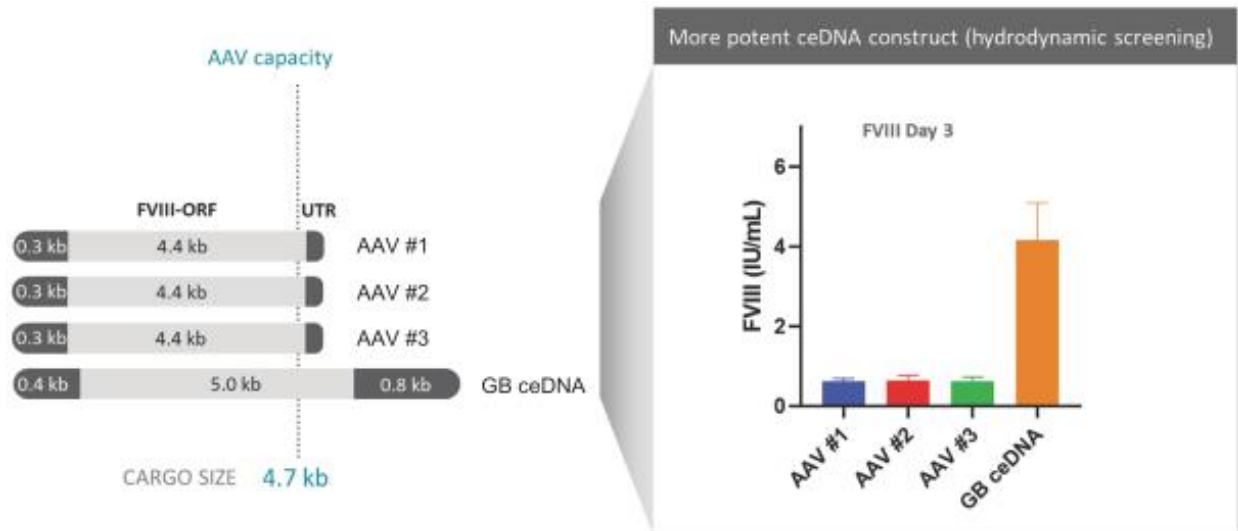 AAV capacity
FVIII-ORF UTR
0.3 kb 4.4 kb AAV #1
0.3 kb 4.4 kb AAV #2
0.3 kb 4.4 kb AAV #3
0.4 kb 5.0 kb 0.8 kb GB ceDNA
CARGO SIZE 4.7 kb
More potent ceDNA construct (hydrodynamic screening)
FVIII Day 3
FVIII (IU/mL)
6
4
2
0
AAV #1 AAV #2 AAV #3 GB ceDNA